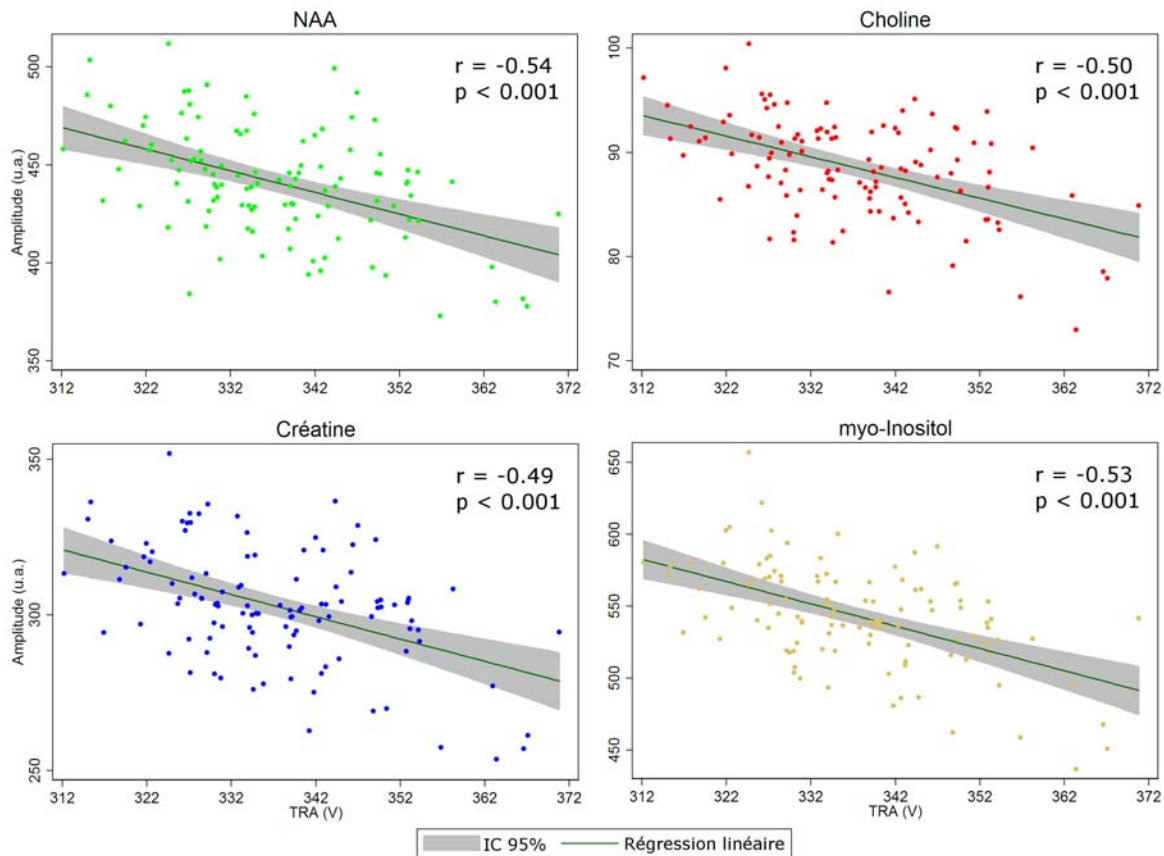 NAA
r = -0.54
p < 0.001
Amplitude (u.a.)
500
450
400
350
312 322 332 342 352 362 372
Choline
r = -0.50
p < 0.001
100
90
80
70
312 322 332 342 352 362 372
Créatine
r = -0.49
p < 0.001
Amplitude (u.a.)
350
300
250
312 322 332 342 352 362 372
TRA (V)
myo-Inositol
r = -0.53
p < 0.001
650
600
550
500
450
312 322 332 342 352 362 372
TRA (V)
IC 95% Régression linéaire